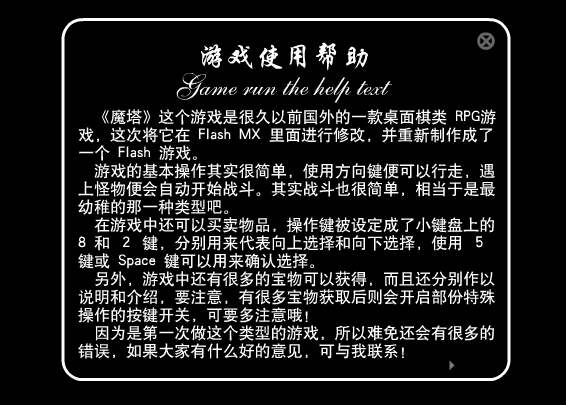 游戏使用帮助
Game run the help text
《魔塔》这个游戏是很久以前国外的一款桌面棋类 RPG游
戏，这次将它在 Flash MX 里面进行修改，并重新制作成了
一个 Flash 游戏。
游戏的基本操作其实很简单，使用方向键便可以行走，遇
上怪物便会自动开始战斗。其实战斗也很简单，相当于是最
幼稚的那一种类型吧。
在游戏中还可以买卖物品，操作键被设定成了小键盘上的
8 和 2 键，分别用来代表向上选择和向下选择，使用 5
键或 Space 键可以用来确认选择。
另外，游戏中还有很多的宝物可以获得，而且还分别作以
说明和介绍，要注意，有很多宝物获取后则会开启部份特殊
操作的按键开关，可要多注意哦！
因为是第一次做这个类型的游戏，所以难免还会有很多的
错误，如果大家有什么好的意见，可与我联系！